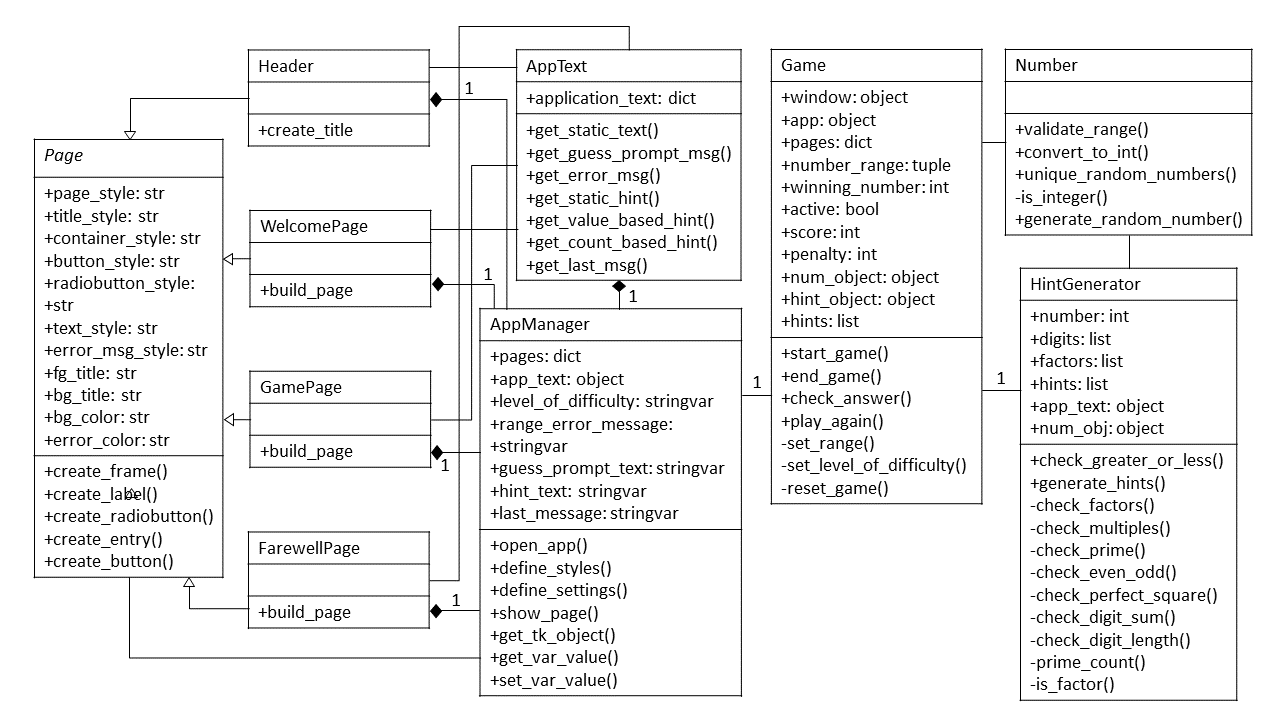 Header
+create_title
1
Page
+page_style: str
+title_style: str
+container_style: str
+button_style: str
+radiobutton_style:
+str
+text_style: str
+error_msg_style: str
+fg_title: str
+bg_title: str
+bg_color: str
+error_color: str
+create_frame()
+create_label()
+create_radiobutton()
+create_entry()
+create_button()
WelcomePage
+build_page
1
GamePage
+build_page
1
FarewellPage
+build_page
1
AppText
+application_text: dict
+get_static_text()
+get_guess_prompt_msg()
+get_error_msg()
+get_static_hint()
+get_value_based_hint()
+get_count_based_hint()
+get_last_msg()
1
AppManager
+pages: dict
+app_text: object
+level_of_difficulty: stringvar
+range_error_message:
+stringvar
+guess_prompt_text: stringvar
+hint_text: stringvar
+last_message: stringvar
+open_app()
+define_styles()
+define_settings()
+show_page()
+get_tk_object()
+get_var_value()
+set_var_value()
1
Game
+window: object
+app: object
+pages: dict
+number_range: tuple
+winning_number: int
+active: bool
+score: int
+penalty: int
+num_object: object
+hint_object: object
+hints: list
+start_game()
+end_game()
+check_answer()
+play_again()
-set_range()
-set_level_of_difficulty()
-reset_game()
1
Number
+validate_range()
+convert_to_int()
+unique_random_numbers()
-is_integer()
+generate_random_number()
HintGenerator
+number: int
+digits: list
+factors: list
+hints: list
+app_text: object
+num_obj: object
+check_greater_or_less()
+generate_hints()
-check_factors()
-check_multiples()
-check_prime()
-check_even_odd()
-check_perfect_square()
-check_digit_sum()
-check_digit_length()
-prime_count()
-is_factor()